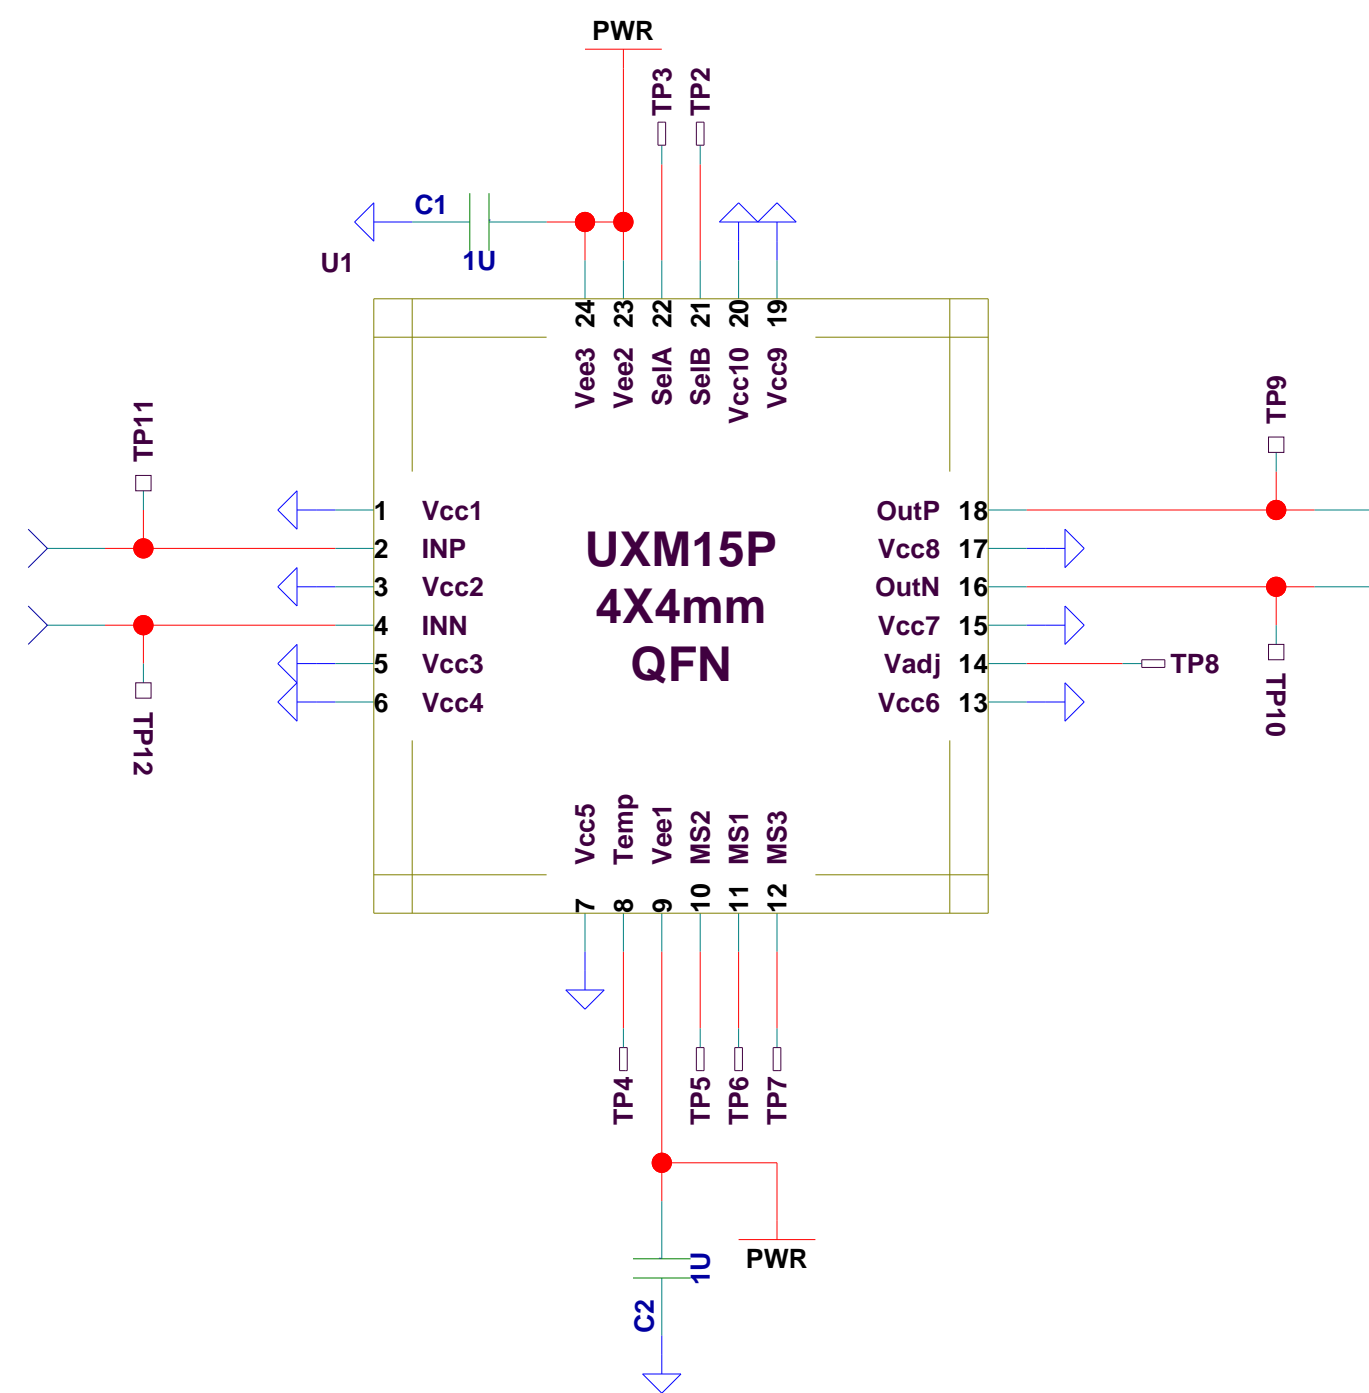 PWR
TP3
TP2
C1
1U
U1
24
23
22
21
20
19
Vee3
Vee2
SelA
SelB
Vcc10
Vcc9
TP11
TP9
1 Vcc1
2 INP
3 Vcc2
4 INN
5 Vcc3
6 Vcc4
UXM15P
4X4mm
QFN
OutP 18
Vcc8 17
OutN 16
Vcc7 15
Vadj 14
Vcc6 13
TP8
TP12
TP10
Vcc5
Temp
Vee1
MS2
MS1
MS3
7
8
9
10
11
12
TP4
TP5
TP6
TP7
1U
PWR
C2